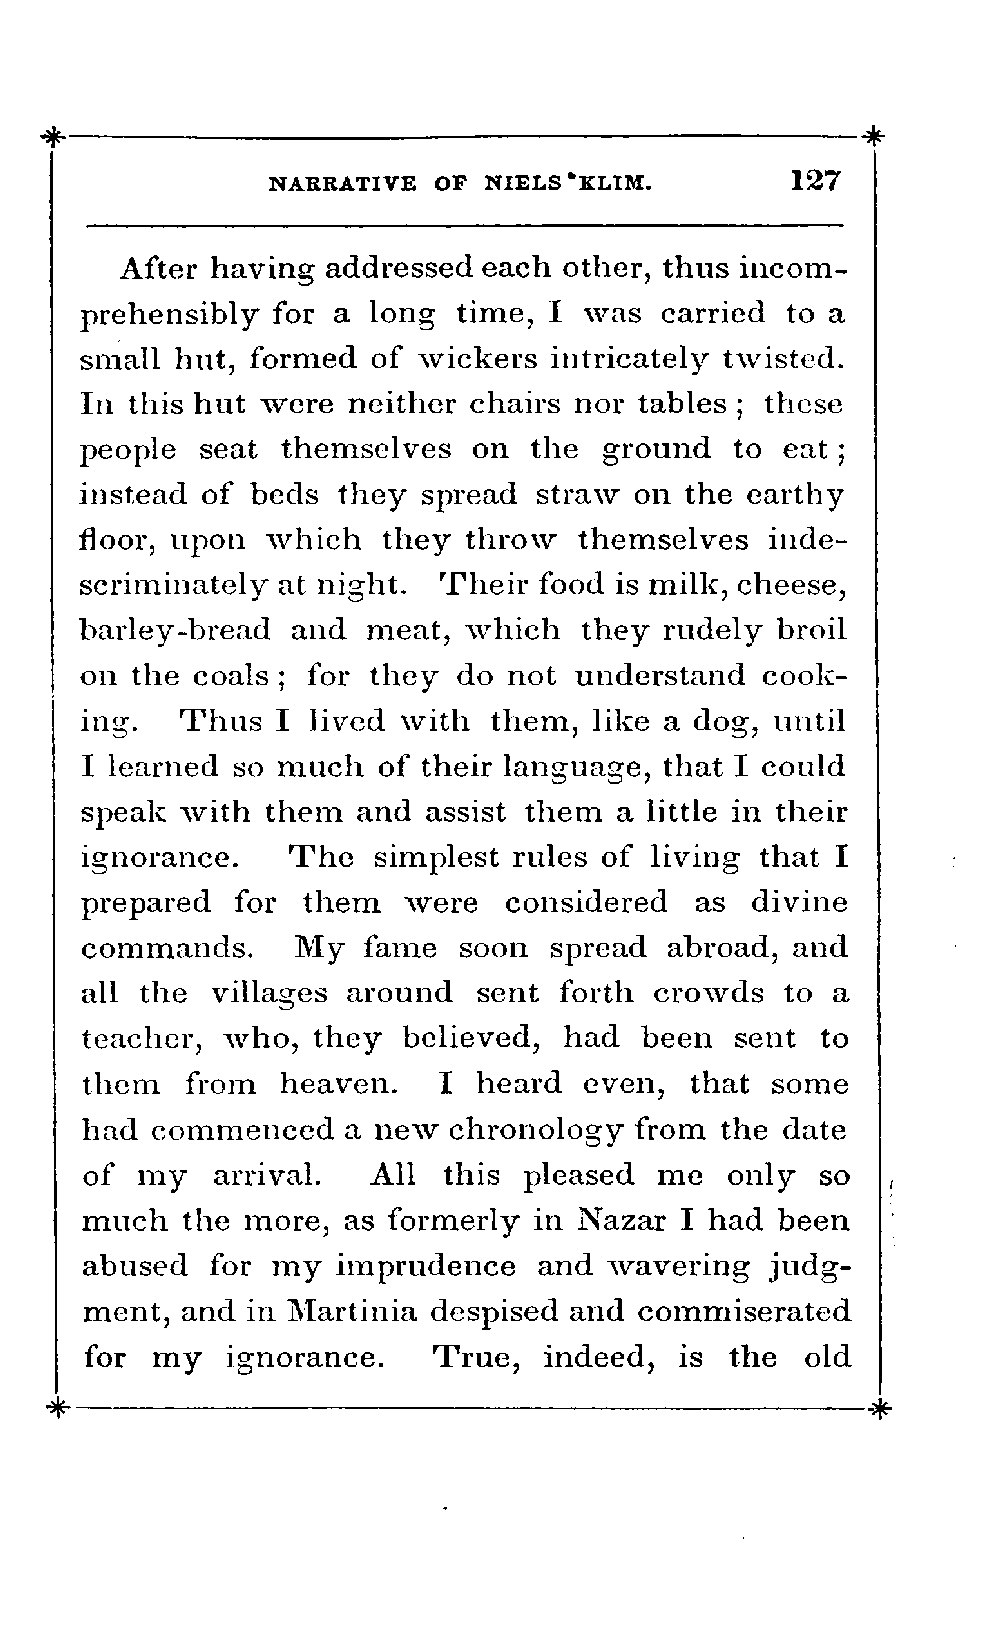 NARRATIVE OF NIELS KLIM. 127
After having addressed each other, thus incom-
prehensibly for a long time, I was carried to a
small hut, formed of wickers intricately twisted.
In this hut were neither chairs nor tables ; these
people seat themselves on the ground to eat ;
instead of beds they spread straw on the earthy
floor, upon which they throw themselves inde-
scriminately at night. Their food is milk, cheese,
barley-bread and meat, which they rudely broil
on the coals ; for they do not understand cook-
ing. Thus I lived with them, like a dog, until
I learned so much of their language, that I could
speak with them and assist them a little in their
ignorance. The simplest rules of living that I
prepared for them were considered as divine
commands. My fame soon spread abroad, and
all the villages around sent forth crowds to a
teacher, who, they believed, had been sent to
them from heaven. I heard even, that some
had commenced a new chronology from the date
of my arrival. All this pleased me only so
much the more, as formerly in Nazar I had been
abused for my imprudence and wavering judg-
ment, and in Martinia despised and commiserated
for my ignorance. True, indeed, is the old